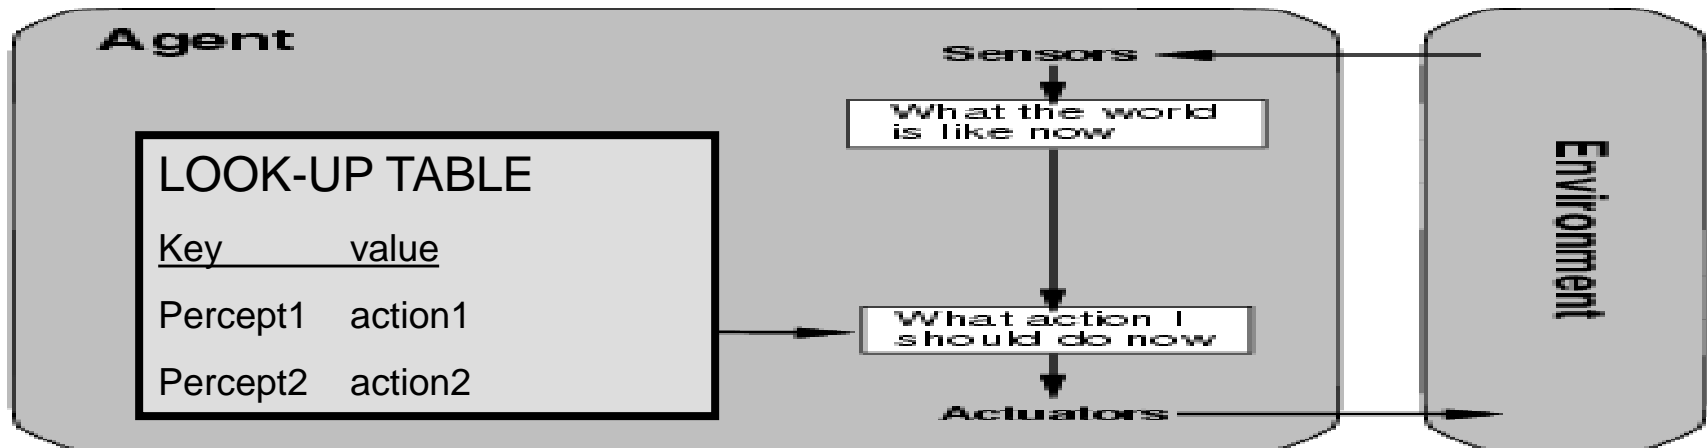 Agent
Sensors
What the world
is like now
LOOK-UP TABLE
Key value
Percept1 action1
Percept2 action2
What action I
should do now
Actuators
Environment